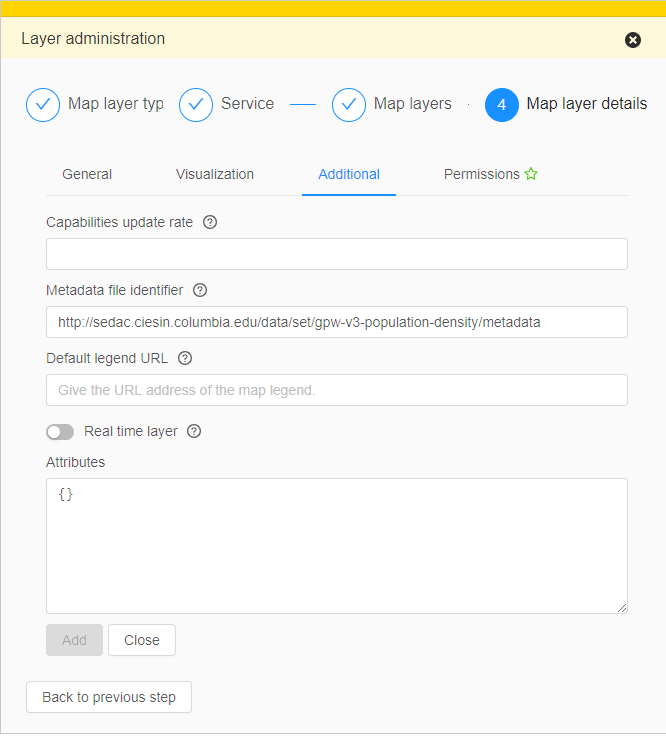 Layer administration
Map layer typ Service Map layers 4 Map layer details
General Visualization Additional Permissions
Capabilities update rate ?
Metadata file identifier ?
http://sedac.ciesin.columbia.edu/data/set/gpw-v3-population-density/metadata
Default legend URL ?
Give the URL address of the map legend.
Real time layer ?
Attributes
{}
Add Close
Back to previous step